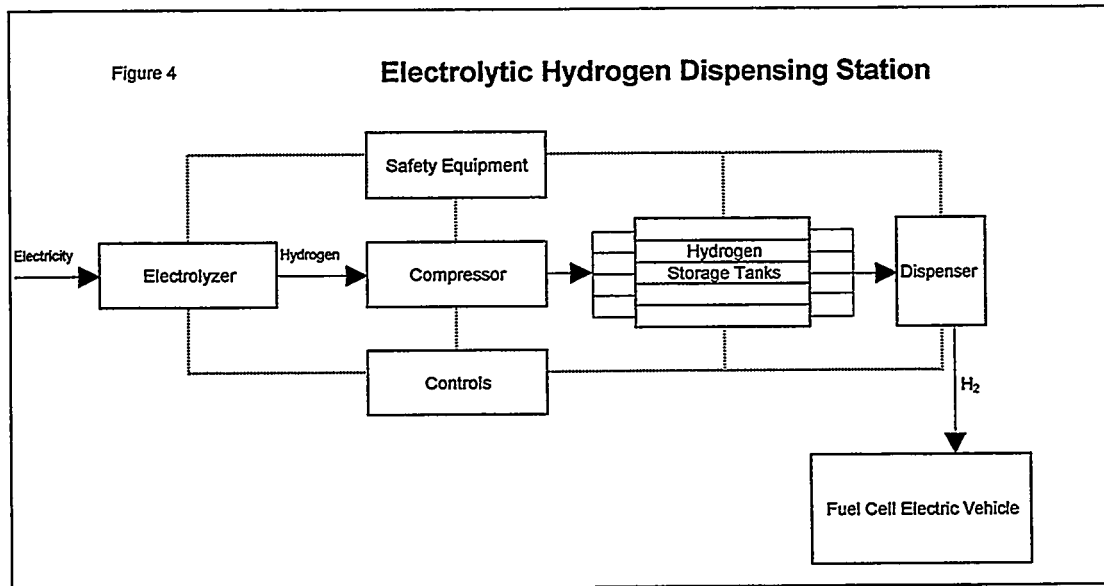 Figure 4
Electrolytic Hydrogen Dispensing Station
Safety Equipment
Electricity
Electrolyzer
Hydrogen
Compressor
Hydrogen
Storage Tanks
Dispenser
Controls
H₂
Fuel Cell Electric Vehicle